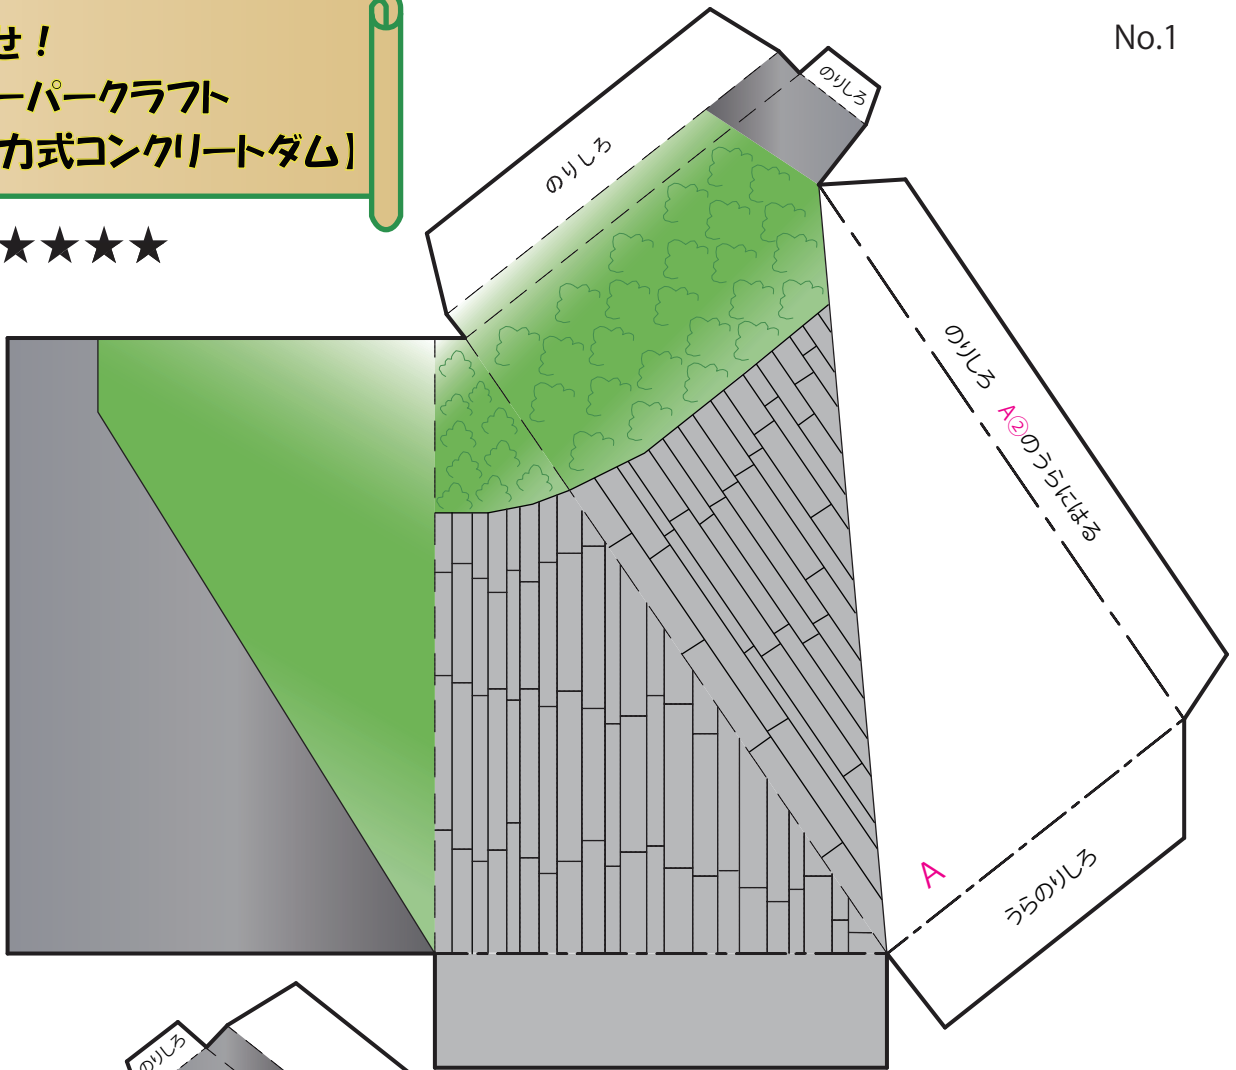 せ！
ーパークラフト
力式コンクリートダム】
★★★★
No.1
のりしろ
のりしろ
のりしろ A②のうらにはる
A
うらのりしろ
のりしろ